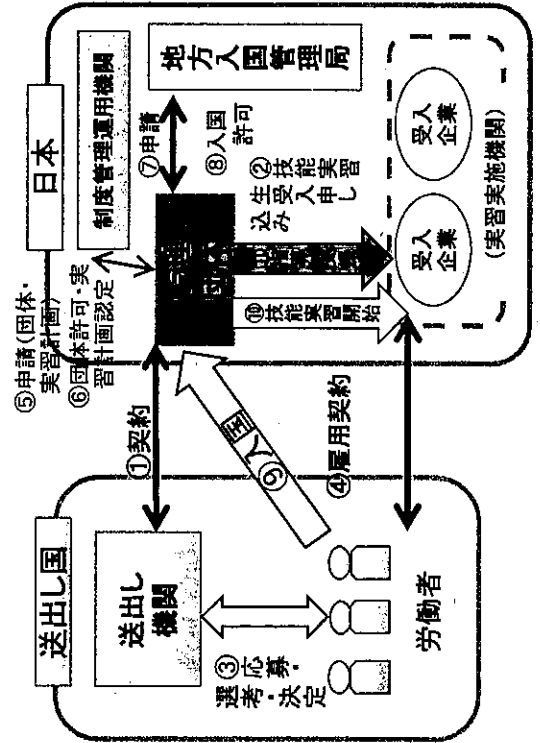 送出し国
送出し
機関
③応募・
選考・決定
労働者
①契約
④雇用契約
⑨入国
日本
⑤申請(団体・
実習計画)
⑥団体許可・実
習計画認定
制度管理運用機関
地方入国管理局
⑦申請
⑧入国
許可
②技能実習
生受入申し
込み
⑩技能実習開始
受入
企業
受入
企業
(実習実施機関)